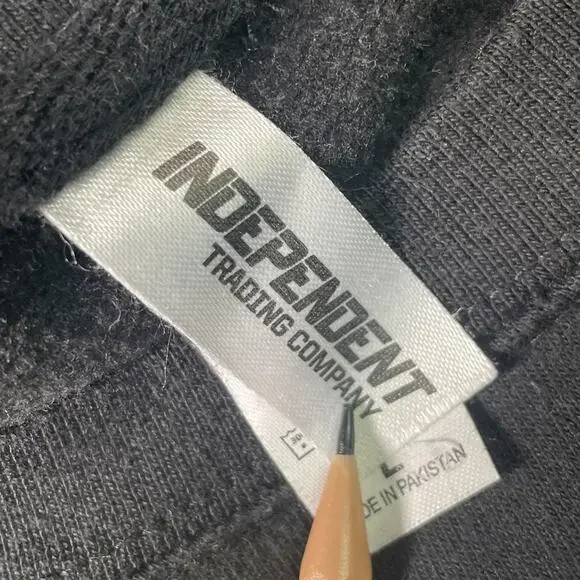 INDEPENDENT
TRADING COMPANY
L
DE IN PAKISTAN